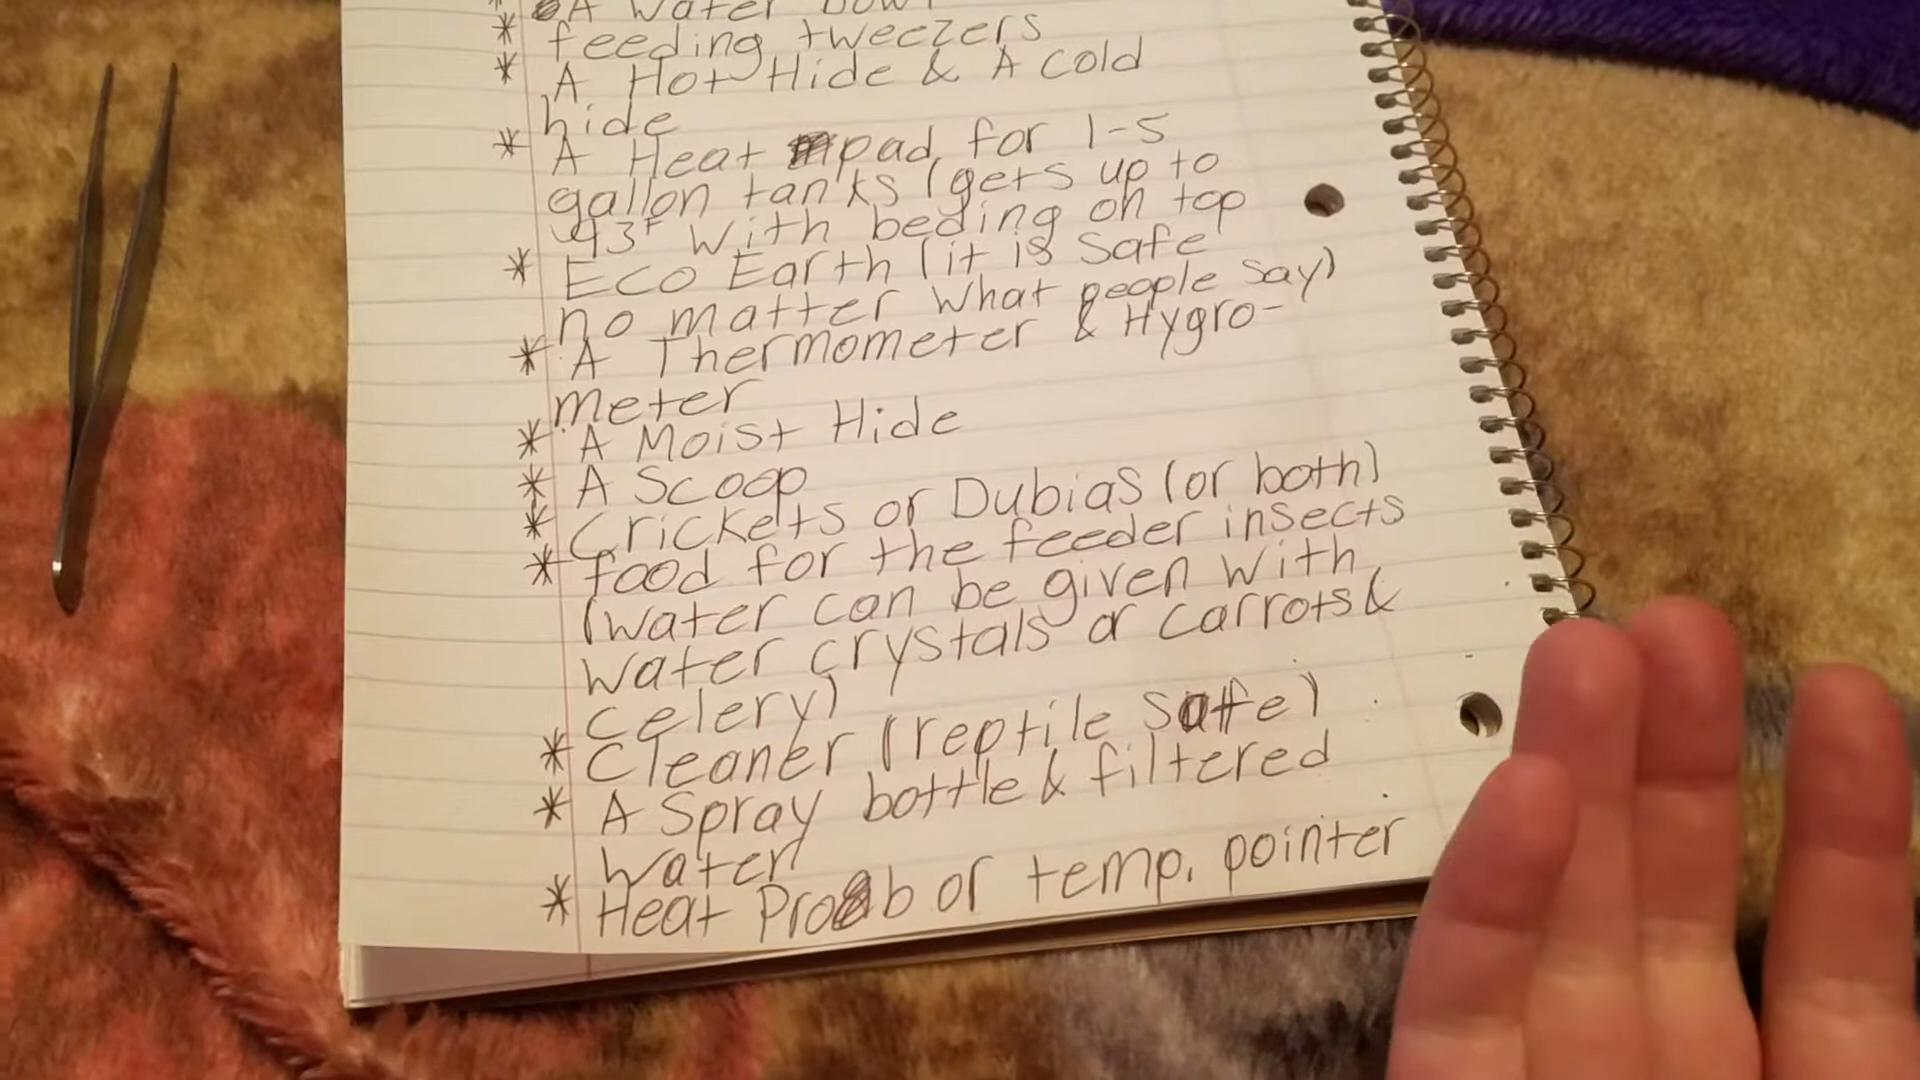 * A Water bowl
* feeding tweezers
* A Hot Hide & A cold
hide
* A Heat pad for 1-5
gallon tanks (gets up to
93F with beding on top
* Eco Earth (it is safe
no matter what people say)
* A Thermometer & Hygro-
meter
* A Moist Hide
* A Scoop
* Crickets or Dubias (or both)
* food for the feeder insects
(water can be given with
water crystals or carrots &
celery)
* Cleaner (reptile safe)
* A Spray bottle & filtered
water
* Heat Prob or temp. pointer